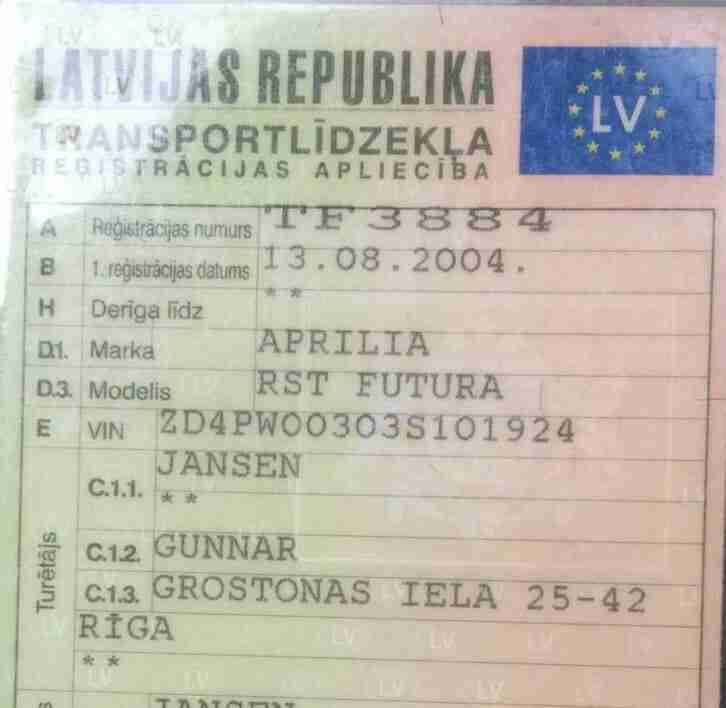 LATVIJAS REPUBLIKA
LV
TRANSPORTLĪDZEKĻA
REĢISTRĀCIJAS APLIECĪBA
A Reģistrācijas numurs TF3884
B 1. reģistrācijas datums 13.08.2004.
H Derīga līdz **
D.1. Marka APRILIA
D.3. Modelis RST FUTURA
E VIN ZD4PW00303S101924
Turētājs
C.1.1. JANSEN
**
C.1.2. GUNNAR
C.1.3. GROSTONAS IELA 25-42
RĪGA
**
JANSEN